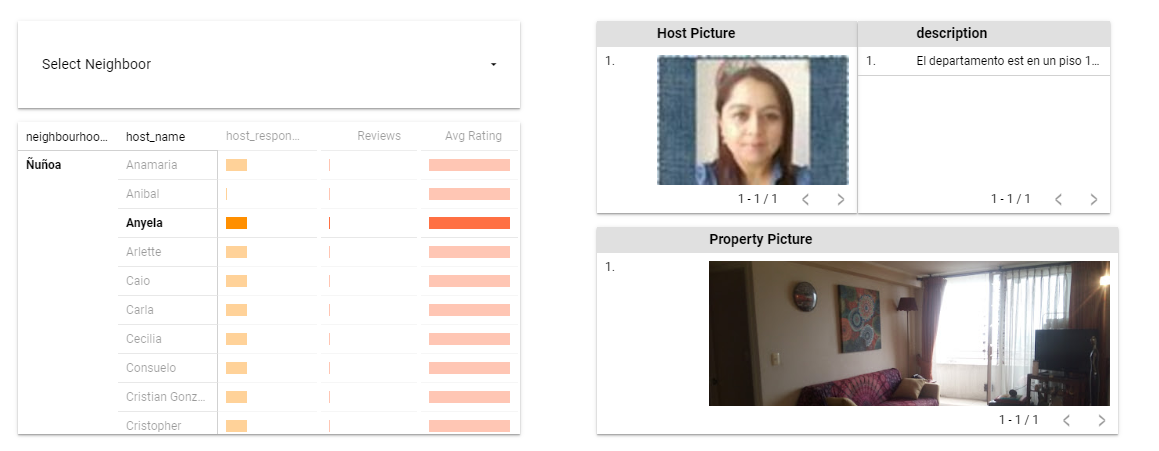 Select Neighboor
neighbourhoo... host_name host_respon... Reviews Avg Rating
Ñuñoa Anamaria
Anibal
Anyela
Arlette
Caio
Carla
Cecilia
Consuelo
Cristian Gonz...
Cristopher
Host Picture description
1. 1. El departamento est en un piso 1...
1 - 1 / 1 1 - 1 / 1
Property Picture
1.
1 - 1 / 1